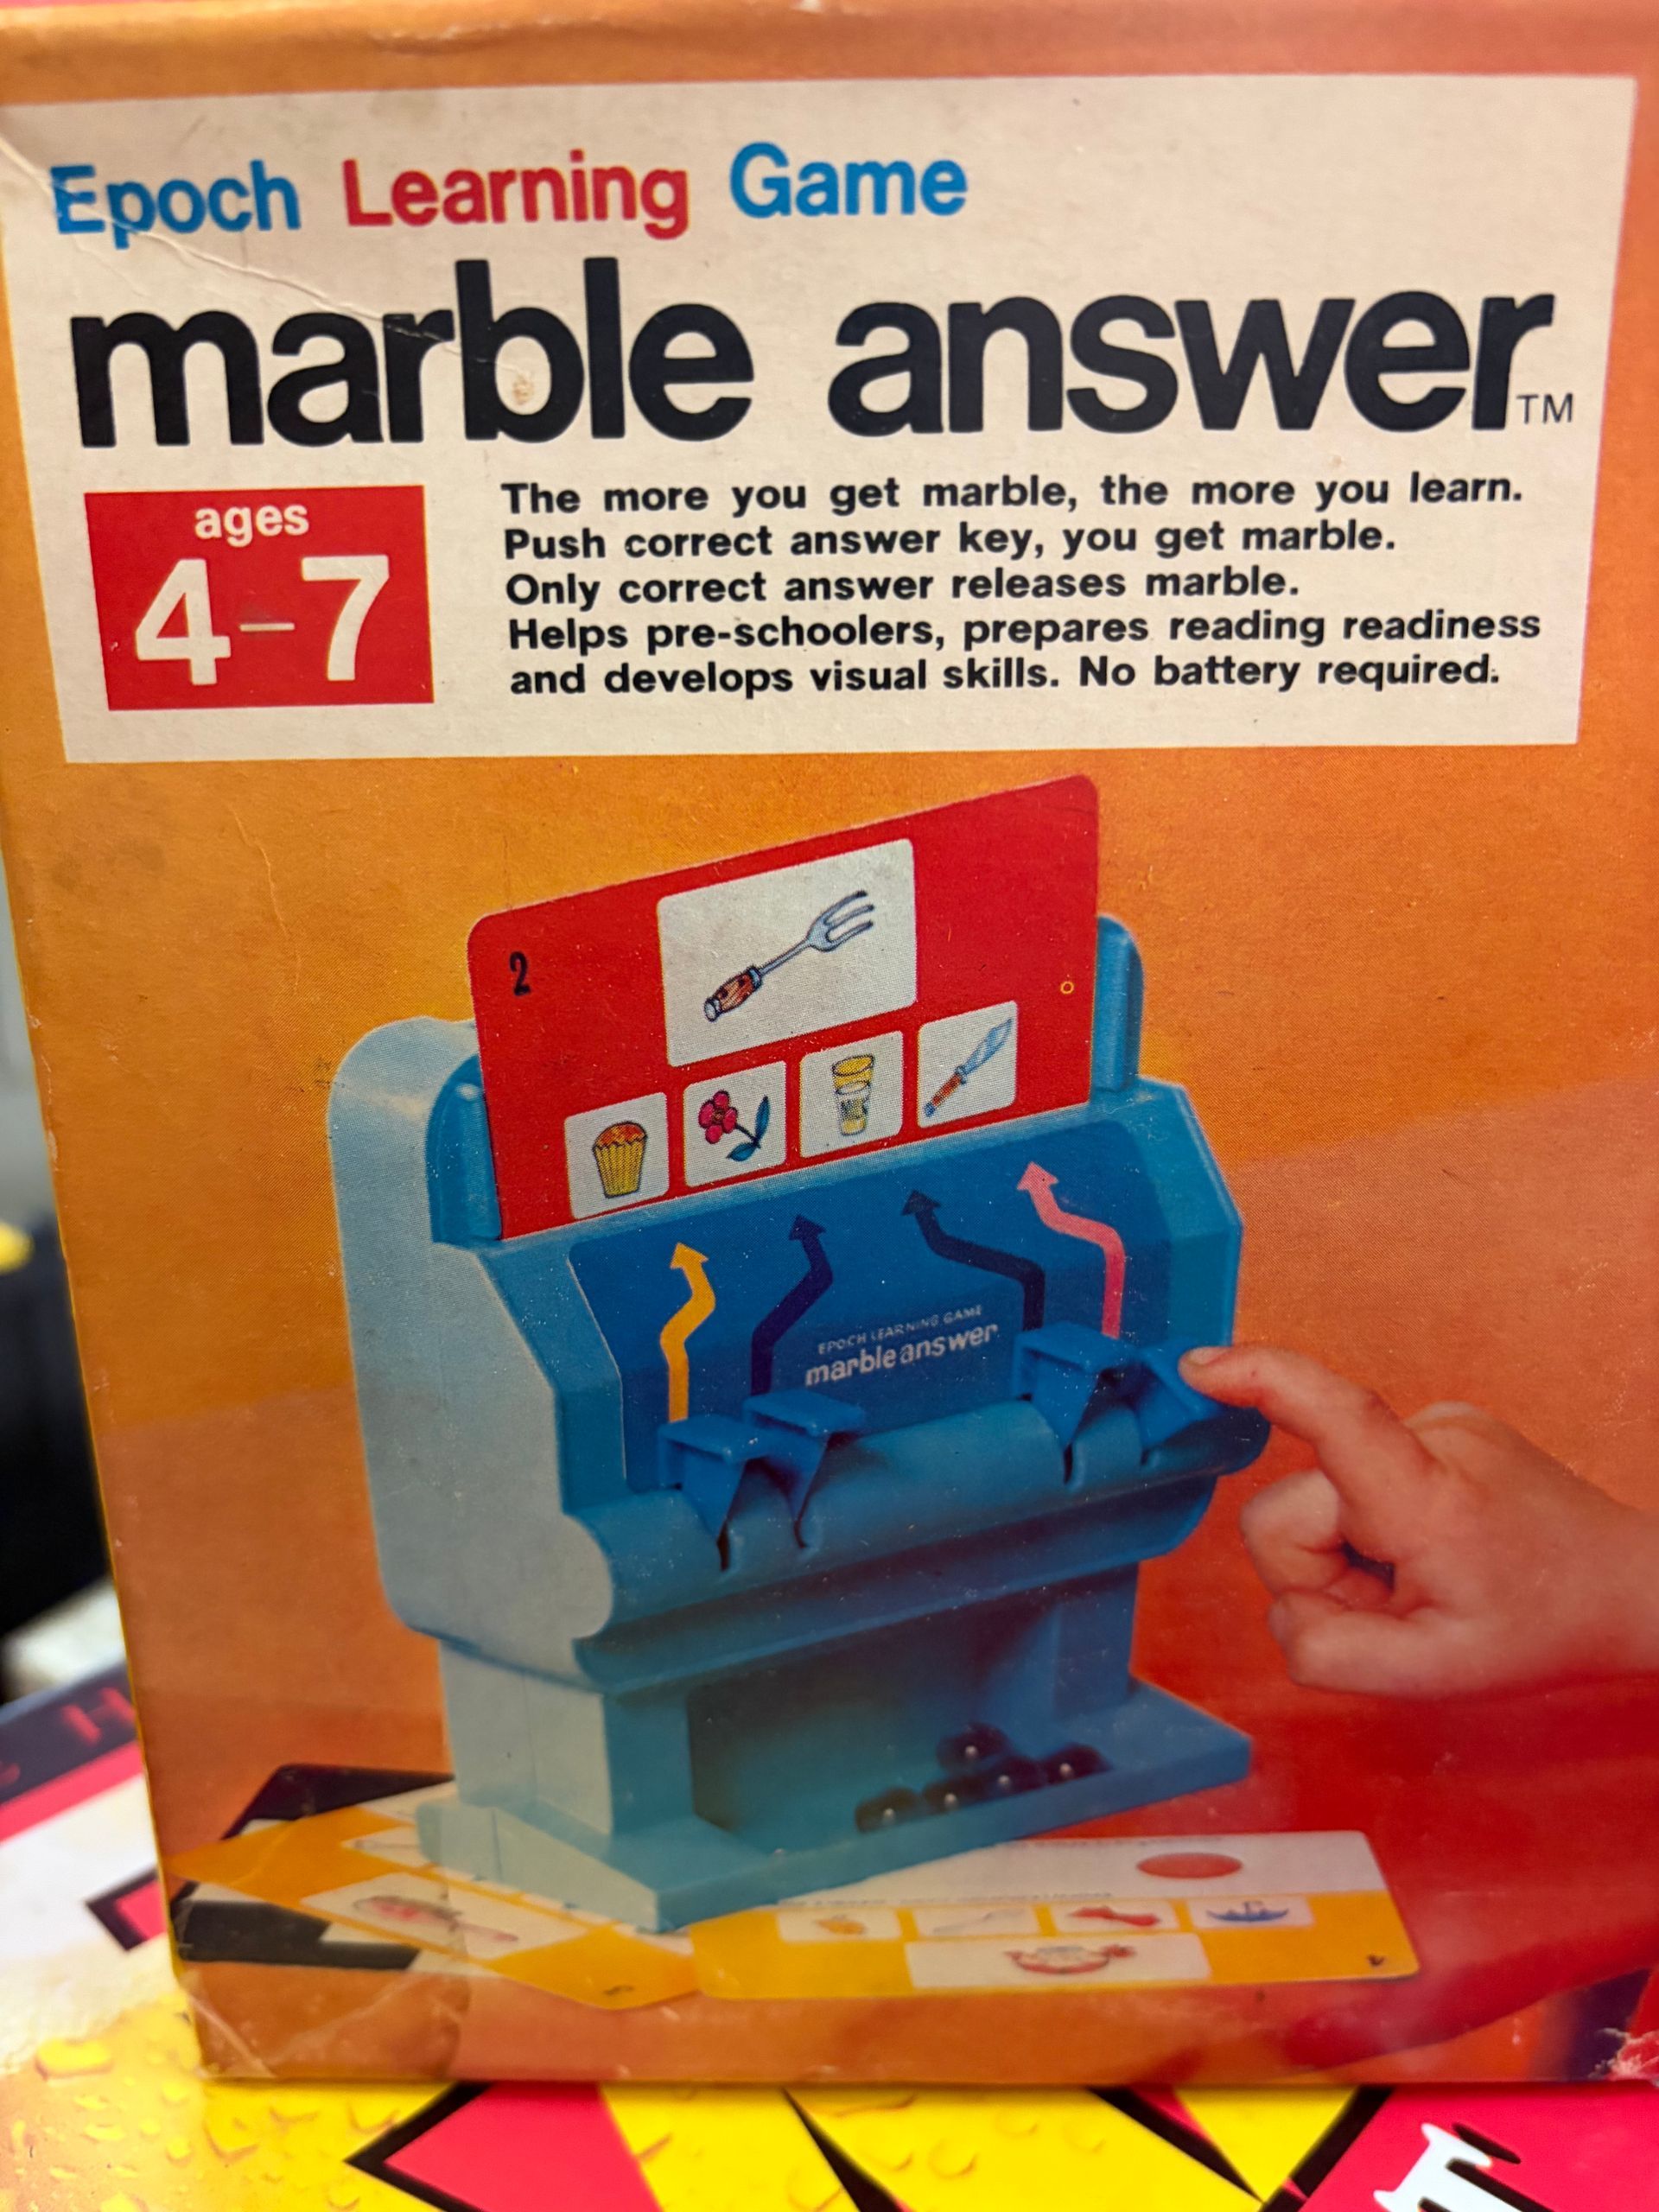 Epoch Learning Game
marble answer TM
ages
4-7
The more you get marble, the more you learn.
Push correct answer key, you get marble.
Only correct answer releases marble.
Helps pre-schoolers, prepares reading readiness
and develops visual skills. No battery required.
2
EPOCH LEARNING GAME
marble answer